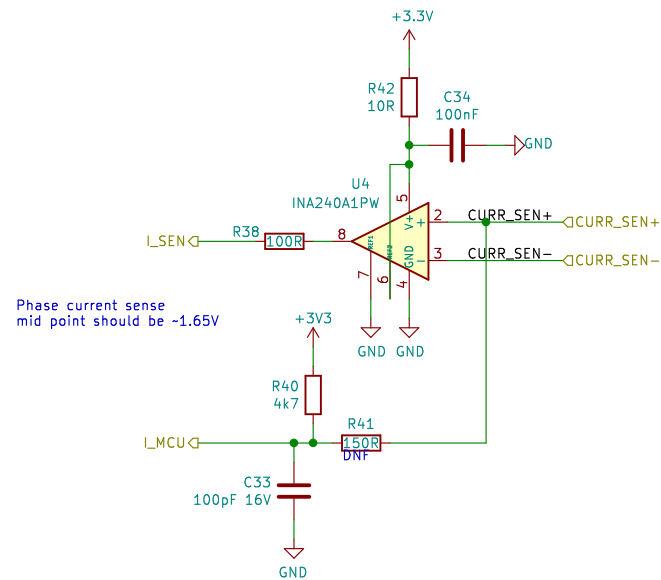 +3.3V
R42
10R
C34
100nF
GND
U4
INA240A1PW
5
V+
R38
100R
I_SEN
8
REF1
REF2
+
-
GND
2
CURR_SEN+
CURR_SEN+
3
CURR_SEN-
CURR_SEN-
7
6
4
GND
GND
Phase current sense
mid point should be ~1.65V
+3V3
R40
4k7
R41
150R
DNF
I_MCU
C33
100pF 16V
GND